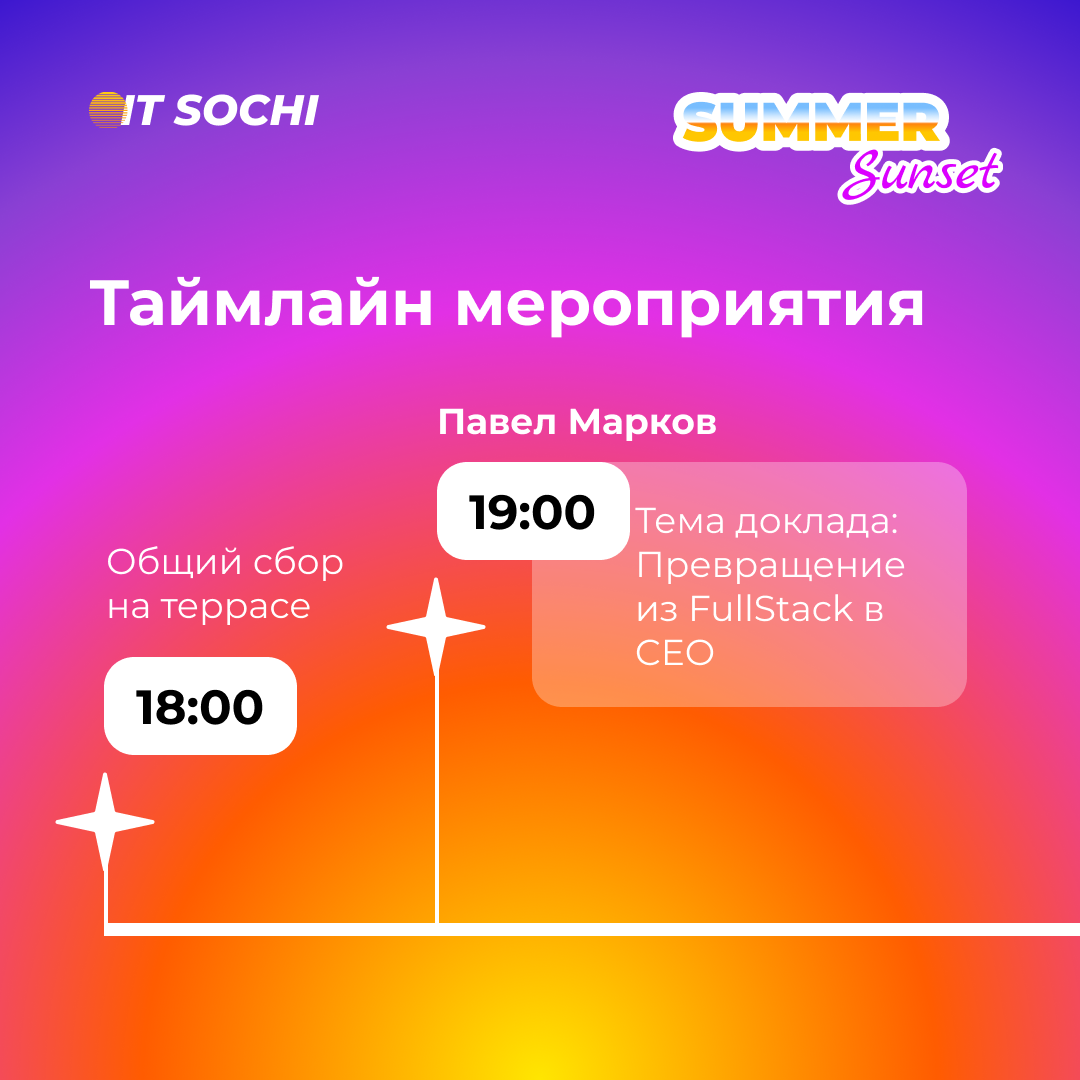 IT SOCHI
SUMMER
Sunset
Таймлайн мероприятия
Павел Марков
19:00
Тема доклада:
Превращение
из FullStack в
CEO
Общий сбор
на террасе
18:00